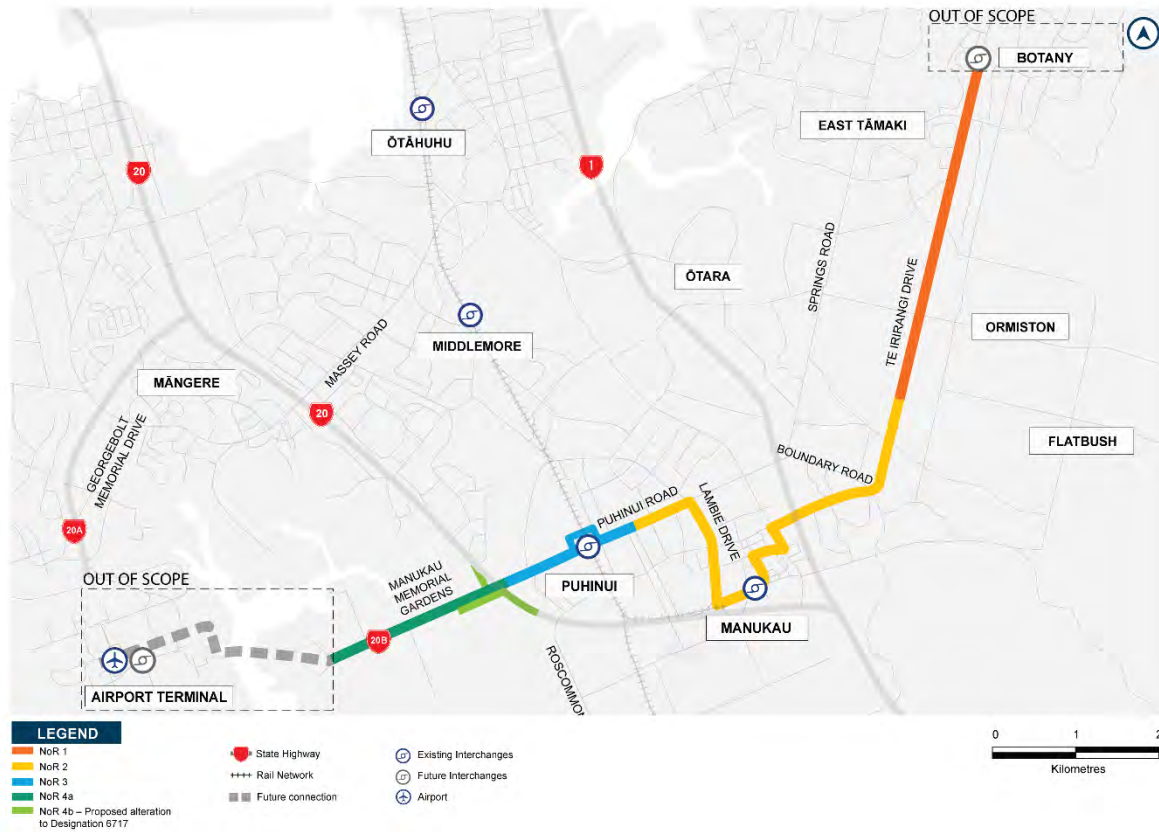 OUT OF SCOPE
BOTANY
ŌTĀHUHU
EAST TĀMAKI
20
1
SPRINGS ROAD
TE IRIRANGI DRIVE
ŌTARA
ORMISTON
MIDDLEMORE
MASSEY ROAD
MĀNGERE
20
GEORGEBOLT
MEMORIAL DRIVE
FLATBUSH
BOUNDARY ROAD
LAMBIE DRIVE
PUHINUI ROAD
20A
OUT OF SCOPE
MANUKAU
MEMORIAL
GARDENS
PUHINUI
MANUKAU
20B
ROSCOMMON
AIRPORT TERMINAL
LEGEND
NoR 1
NoR 2
NoR 3
NoR 4a
NoR 4b – Proposed alteration
to Designation 6717
State Highway
Rail Network
Future connection
Existing Interchanges
Future Interchanges
Airport
0 1 2
Kilometres